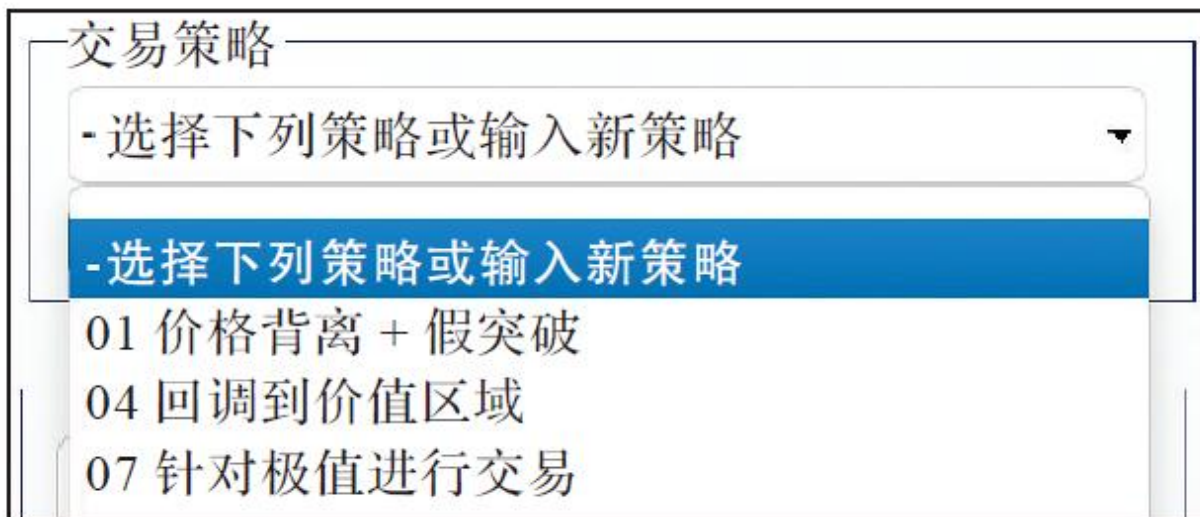 交易策略
-选择下列策略或输入新策略
-选择下列策略或输入新策略
01 价格背离 + 假突破
04 回调到价值区域
07 针对极值进行交易